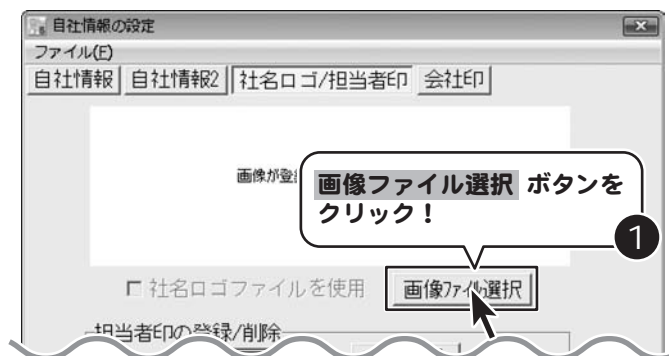 自社情報の設定
ファイル(F)
自社情報 自社情報2 社名ロゴ/担当者印 会社印
画像が登
画像ファイル選択 ボタンを
クリック！
1
社名ロゴファイルを使用 画像ファイル選択
担当者印の登録/削除